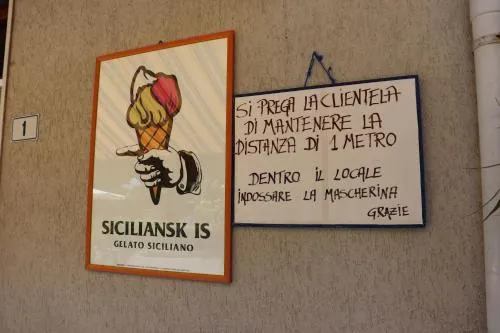 1
SICILIANSK IS
GELATO SICILIANO
SI PREGA LA CLIENTELA
DI MANTENERE LA
DISTANZA DI 1 METRO
DENTRO IL LOCALE
INDOSSARE LA MASCHERINA
GRAZIE